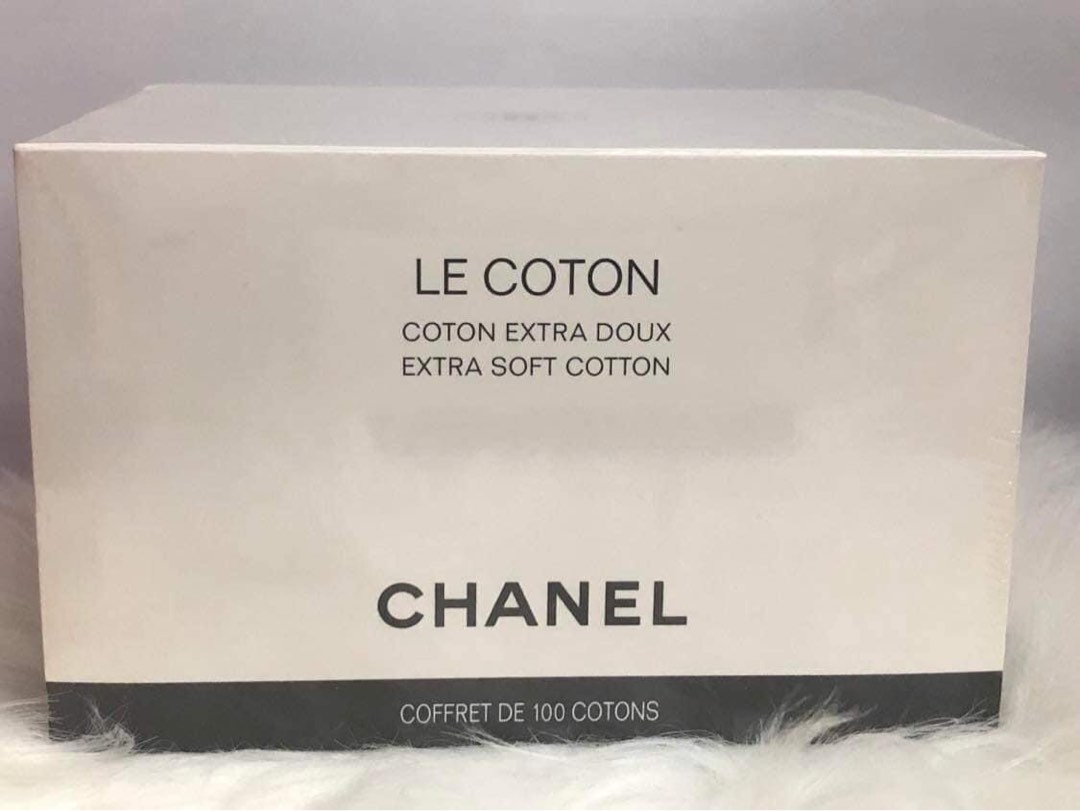 LE COTON
COTON EXTRA DOUX
EXTRA SOFT COTTON
CHANEL
COFFRET DE 100 COTONS